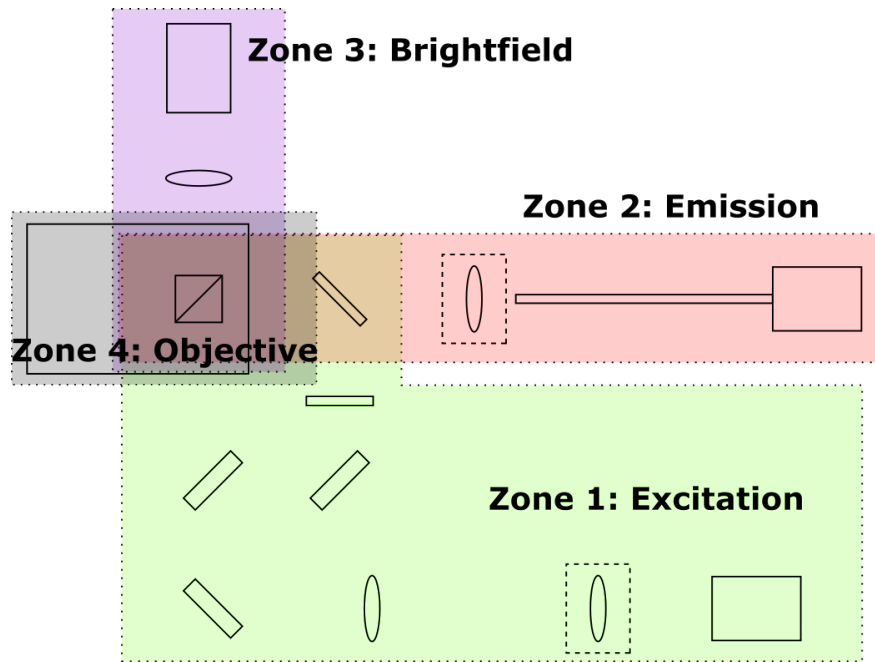 Zone 3: Brightfield
Zone 2: Emission
Zone 4: Objective
Zone 1: Excitation